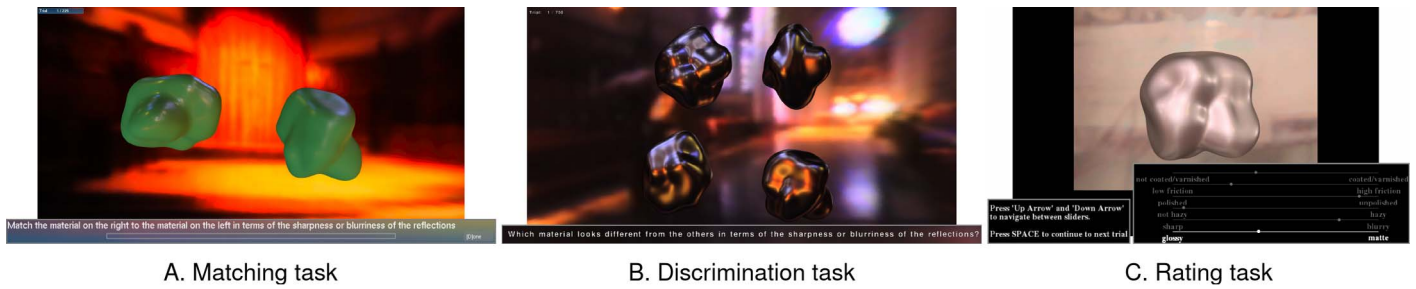 Trial 1 / 486
Match the material on the right to the material on the left in terms of the sharpness or blurriness of the reflections
[D]one
A. Matching task
Which material looks different from the others in terms of the sharpness or blurriness of the reflections?
B. Discrimination task
not coated/varnished coated/varnished
low friction high friction
polished unpolished
not hazy hazy
sharp blurry
glossy matte
Press 'Up Arrow' and 'Down Arrow'
to navigate between sliders.
Press SPACE to continue to next trial
C. Rating task